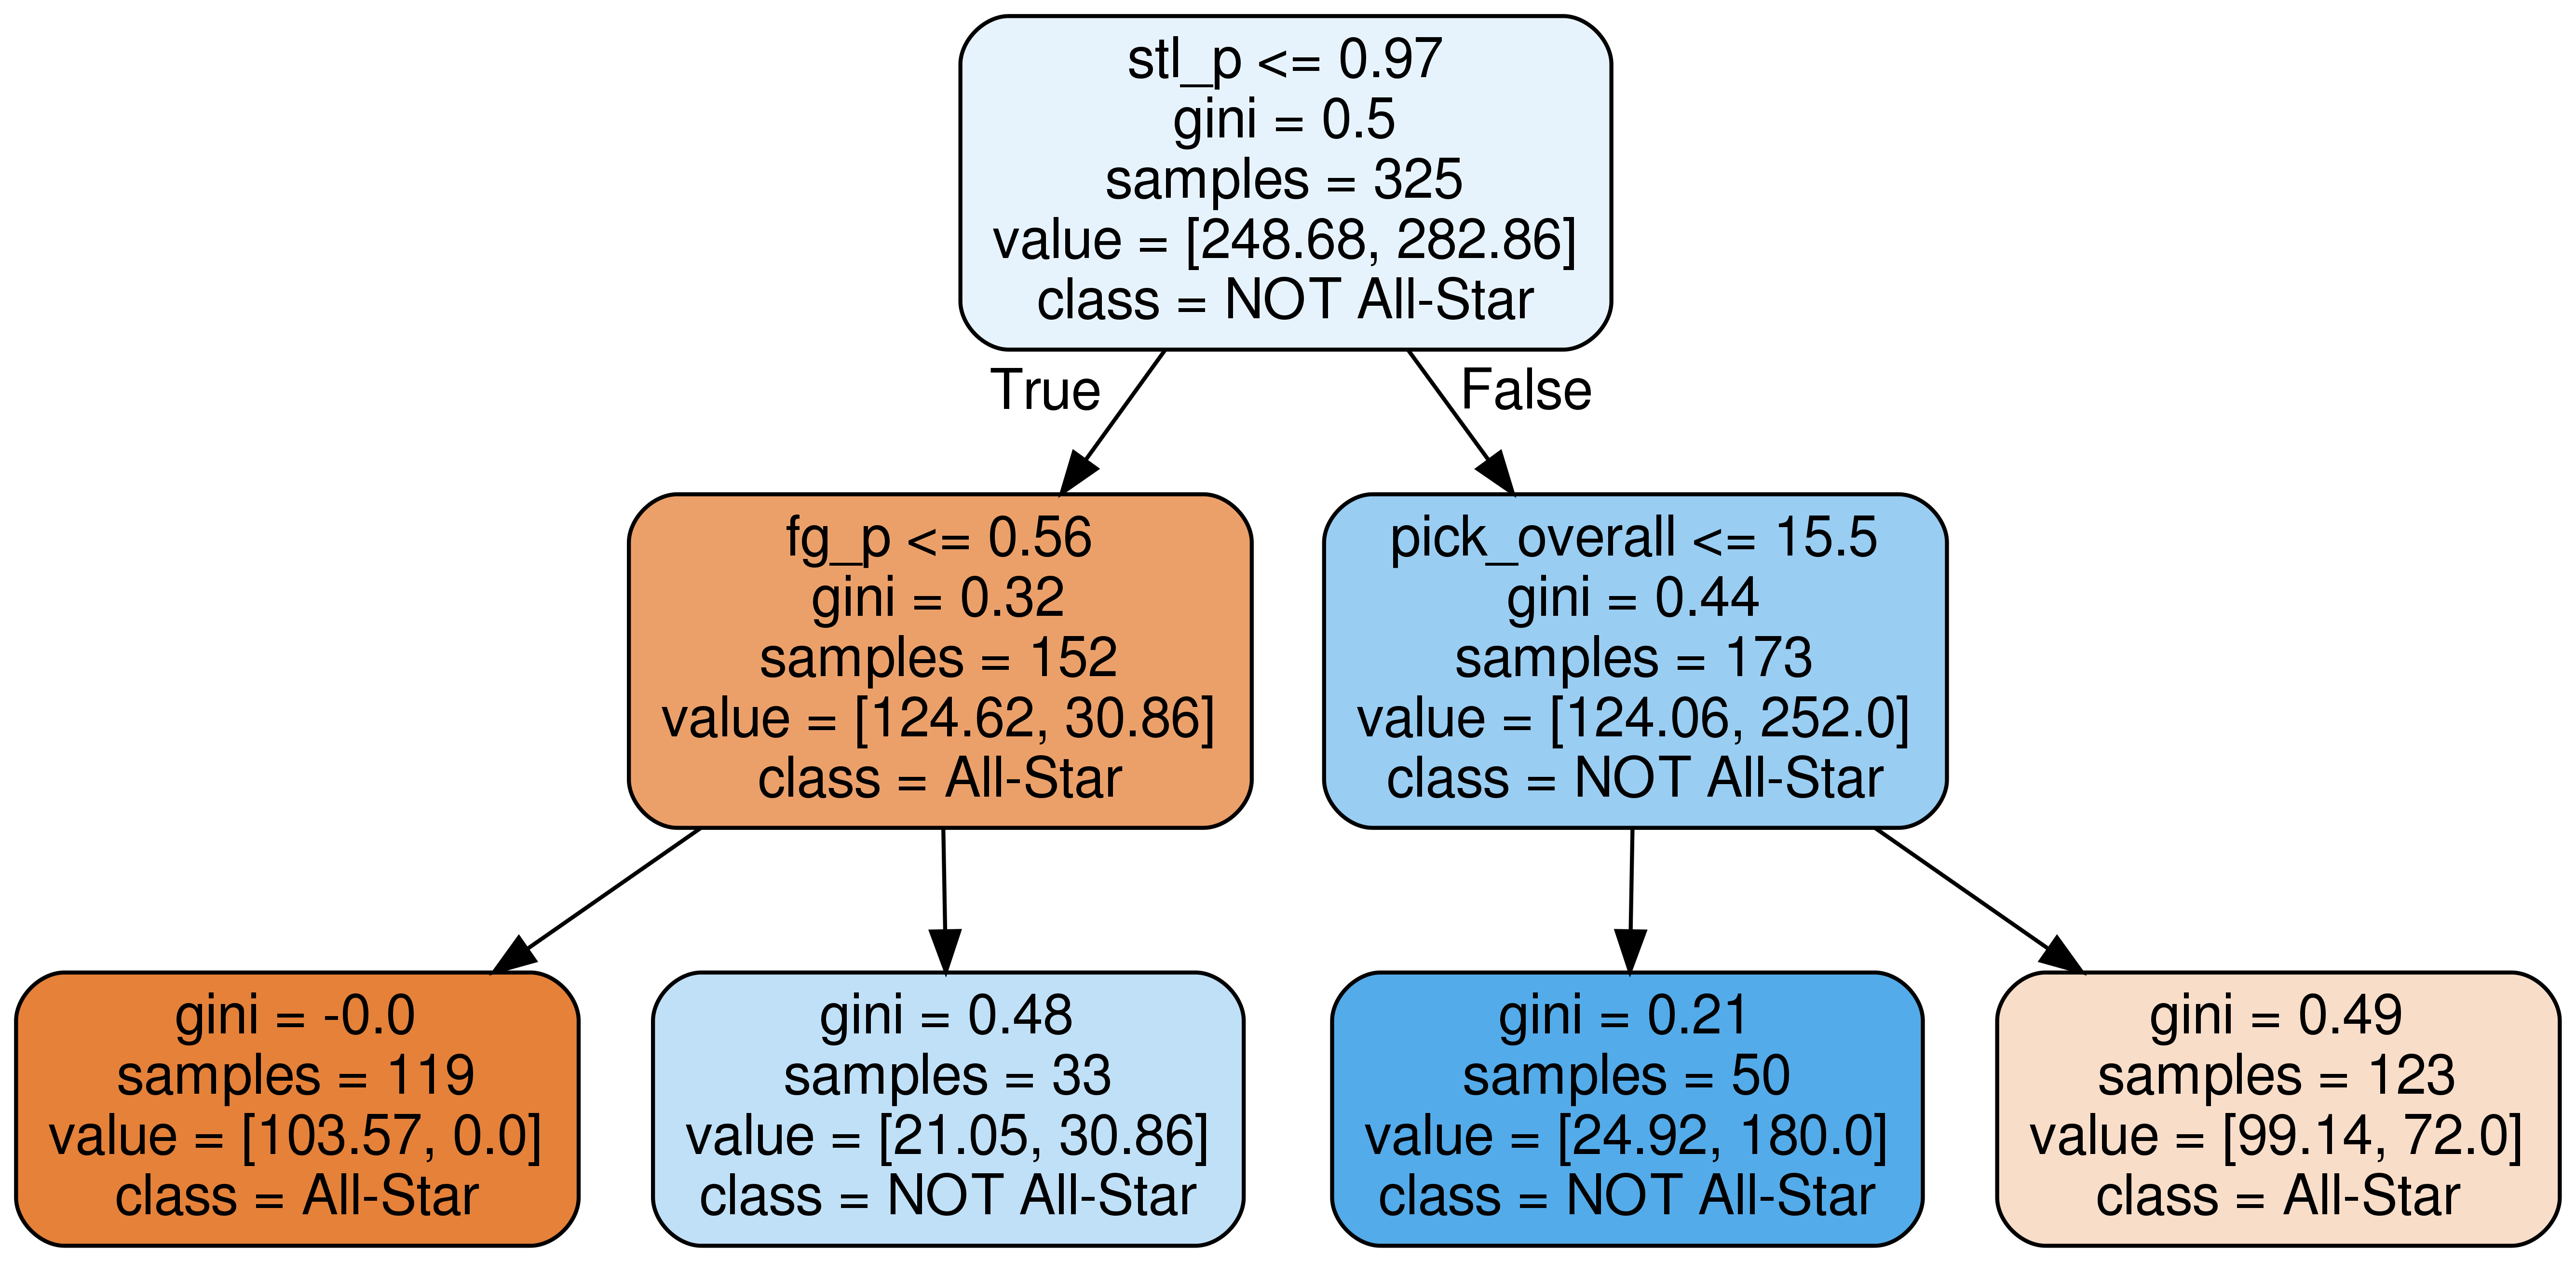 stl_p <= 0.97
gini = 0.5
samples = 325
value = [248.68, 282.86]
class = NOT All-Star
True
False
fg_p <= 0.56
gini = 0.32
samples = 152
value = [124.62, 30.86]
class = All-Star
pick_overall <= 15.5
gini = 0.44
samples = 173
value = [124.06, 252.0]
class = NOT All-Star
gini = -0.0
samples = 119
value = [103.57, 0.0]
class = All-Star
gini = 0.48
samples = 33
value = [21.05, 30.86]
class = NOT All-Star
gini = 0.21
samples = 50
value = [24.92, 180.0]
class = NOT All-Star
gini = 0.49
samples = 123
value = [99.14, 72.0]
class = All-Star